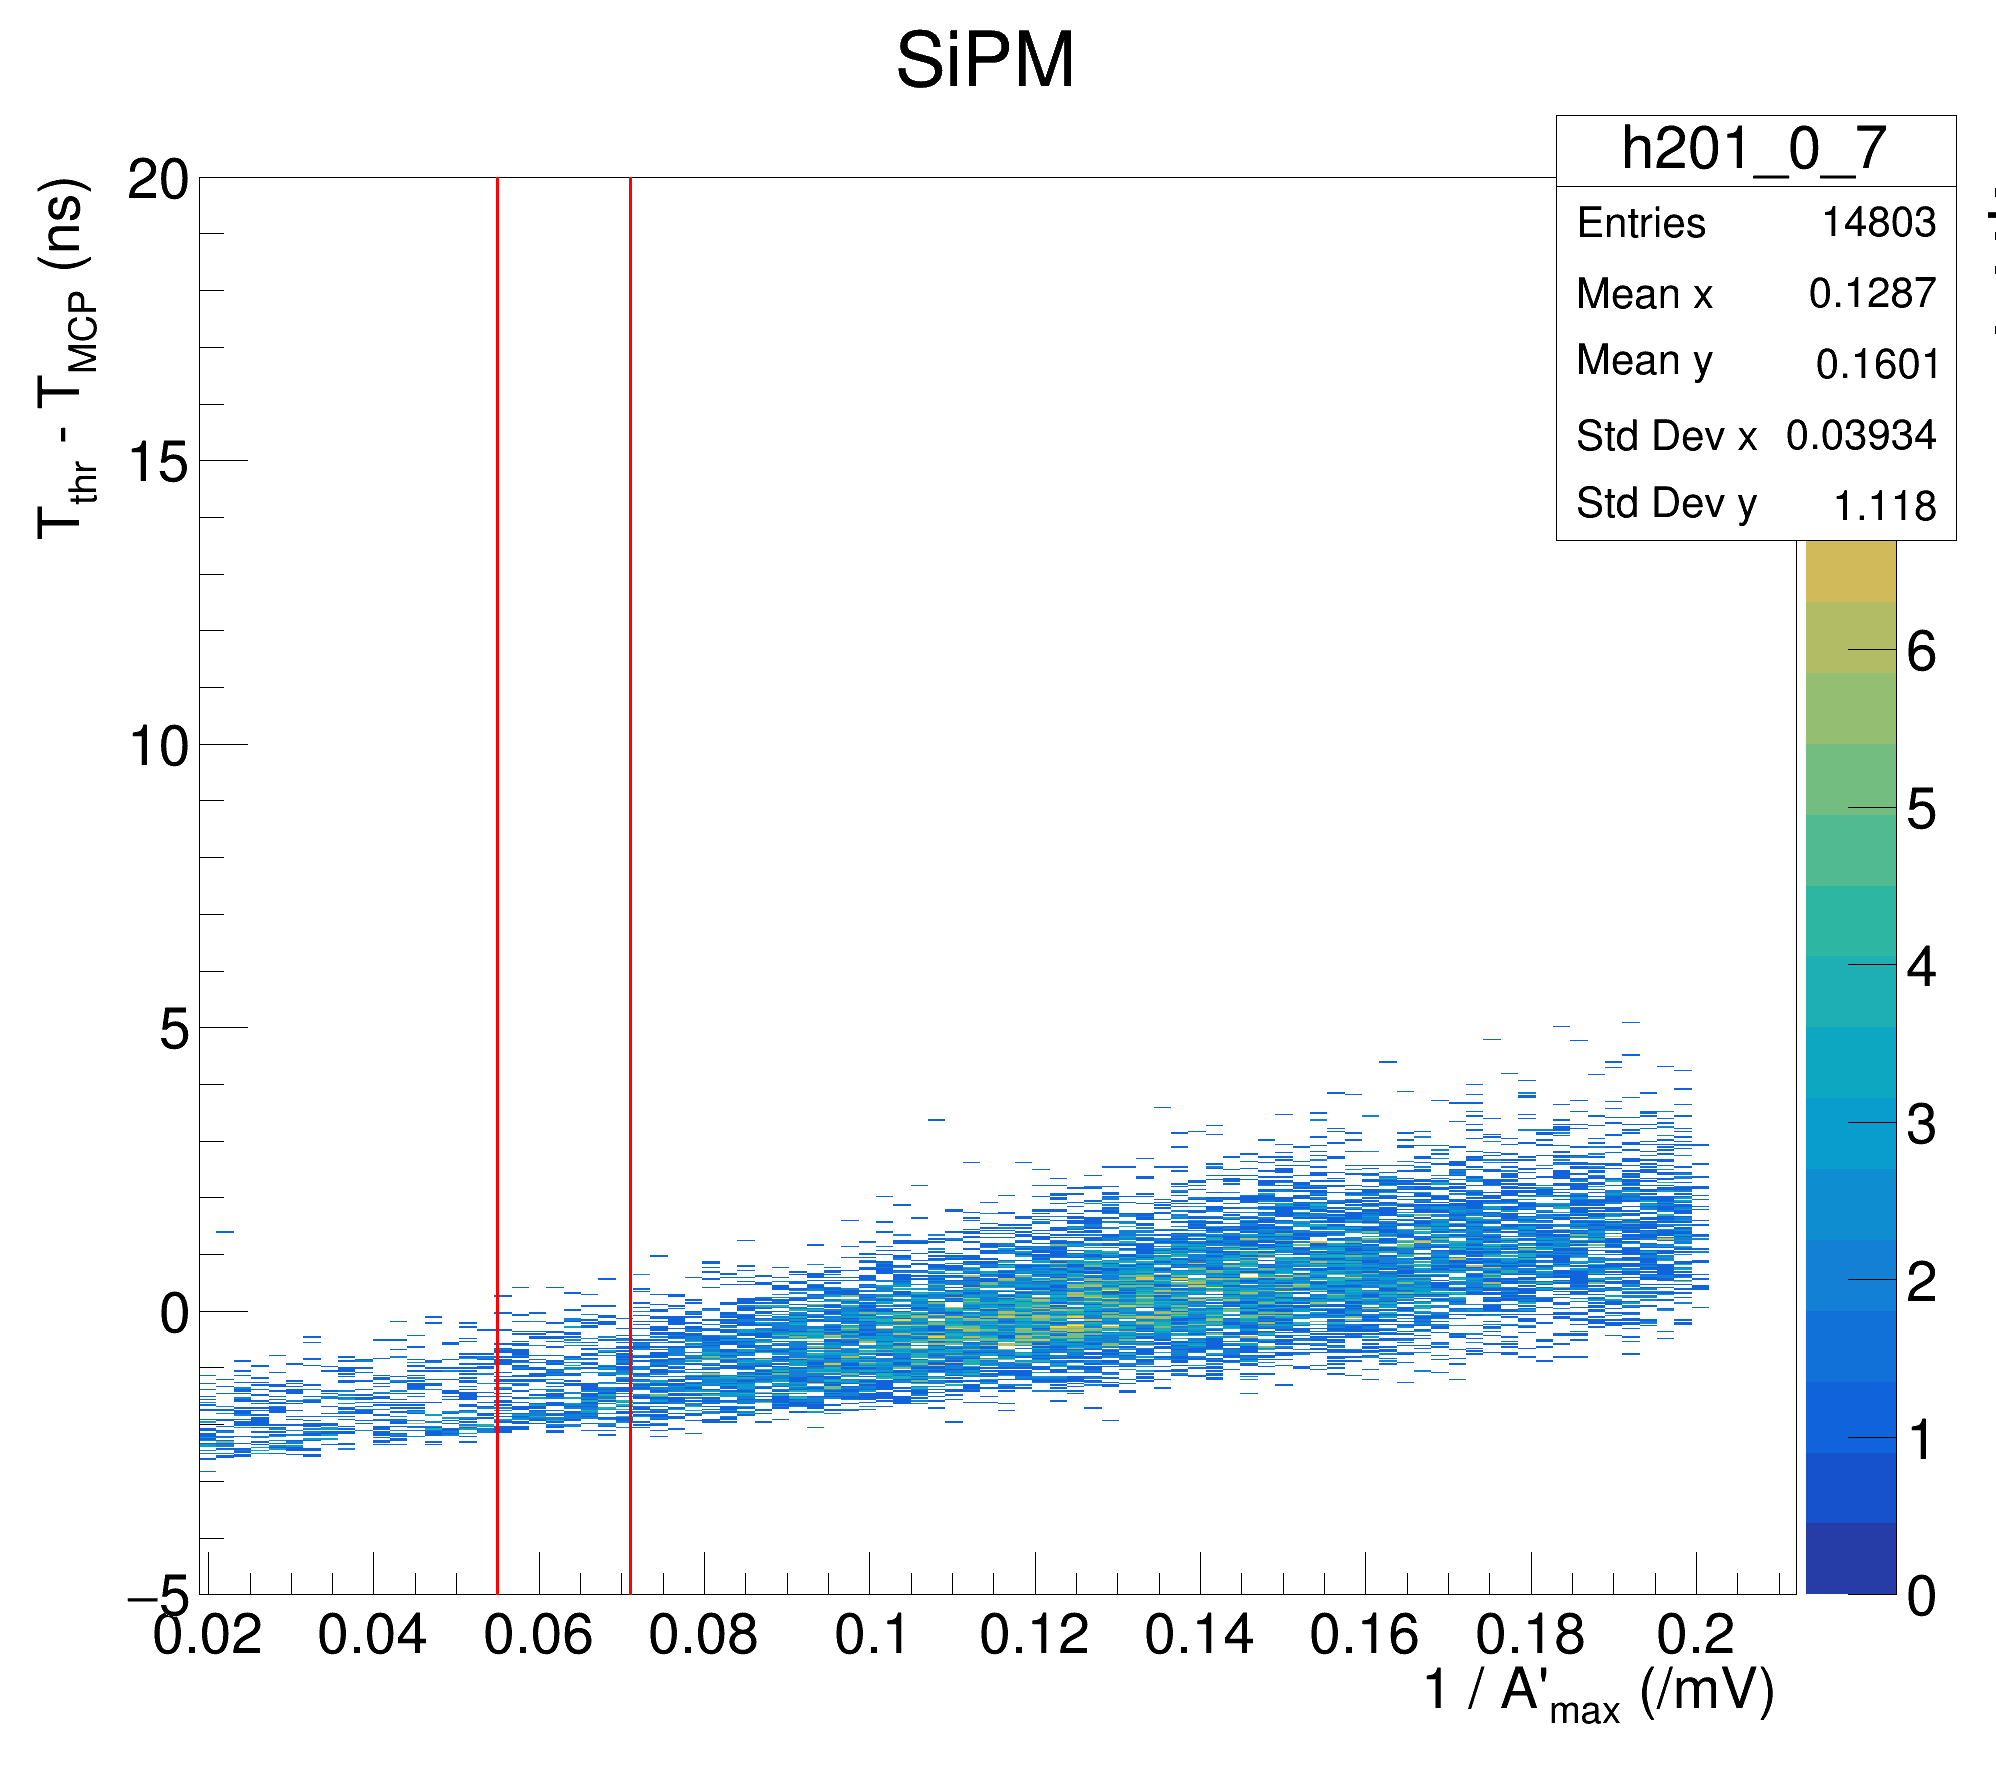 SiPM
h201_0_7
Entries 14803
Mean x 0.1287
Mean y 0.1601
Std Dev x 0.03934
Std Dev y 1.118
T_thr - T_MCP (ns)
20
15
10
5
0
−5
6
5
4
3
2
1
0
0.02 0.04 0.06 0.08 0.1 0.12 0.14 0.16 0.18 0.2
1 / A'_max (/mV)